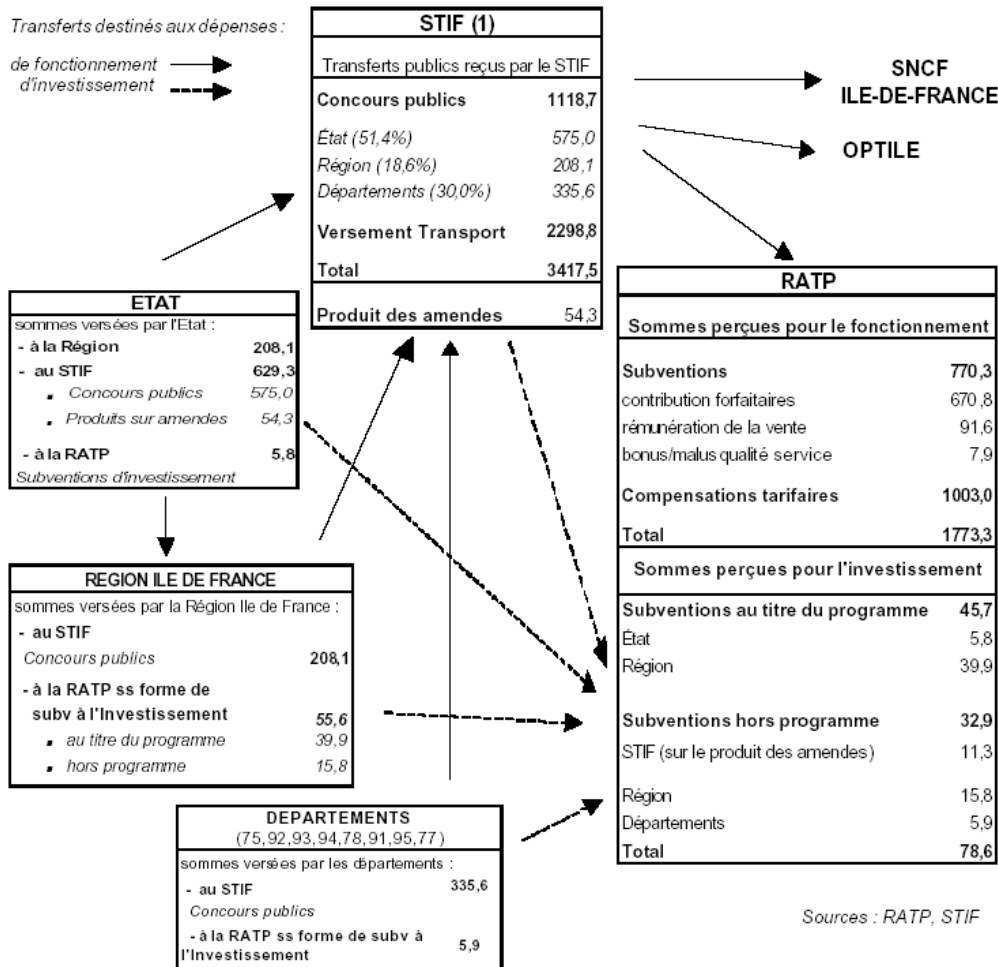 Transferts destinés aux dépenses :
de fonctionnement
d'investissement
STIF (1)
Transferts publics reçus par le STIF
Concours publics 1118,7
État (51,4%) 575,0
Région (18,6%) 208,1
Départements (30,0%) 335,6
Versement Transport 2298,8
Total 3417,5
Produit des amendes 54,3
SNCF
ILE-DE-FRANCE
OPTILE
ETAT
sommes versées par l'Etat :
- à la Région 208,1
- au STIF 629,3
▪ Concours publics 575,0
▪ Produits sur amendes 54,3
- à la RATP 5,8
Subventions d'investissement
RATP
Sommes perçues pour le fonctionnement
Subventions 770,3
contribution forfaitaires 670,8
rémunération de la vente 91,6
bonus/malus qualité service 7,9
Compensations tarifaires 1003,0
Total 1773,3
Sommes perçues pour l'investissement
Subventions au titre du programme 45,7
État 5,8
Région 39,9
Subventions hors programme 32,9
STIF (sur le produit des amendes) 11,3
Région 15,8
Départements 5,9
Total 78,6
REGION ILE DE FRANCE
sommes versées par la Région Ile de France :
- au STIF
Concours publics 208,1
- à la RATP ss forme de
subv à l'Investissement 55,6
▪ au titre du programme 39,9
▪ hors programme 15,8
DEPARTEMENTS
(75,92,93,94,78,91,95,77)
sommes versées par les départements :
- au STIF 335,6
Concours publics
- à la RATP ss forme de subv à
l'Investissement 5,9
Sources : RATP, STIF